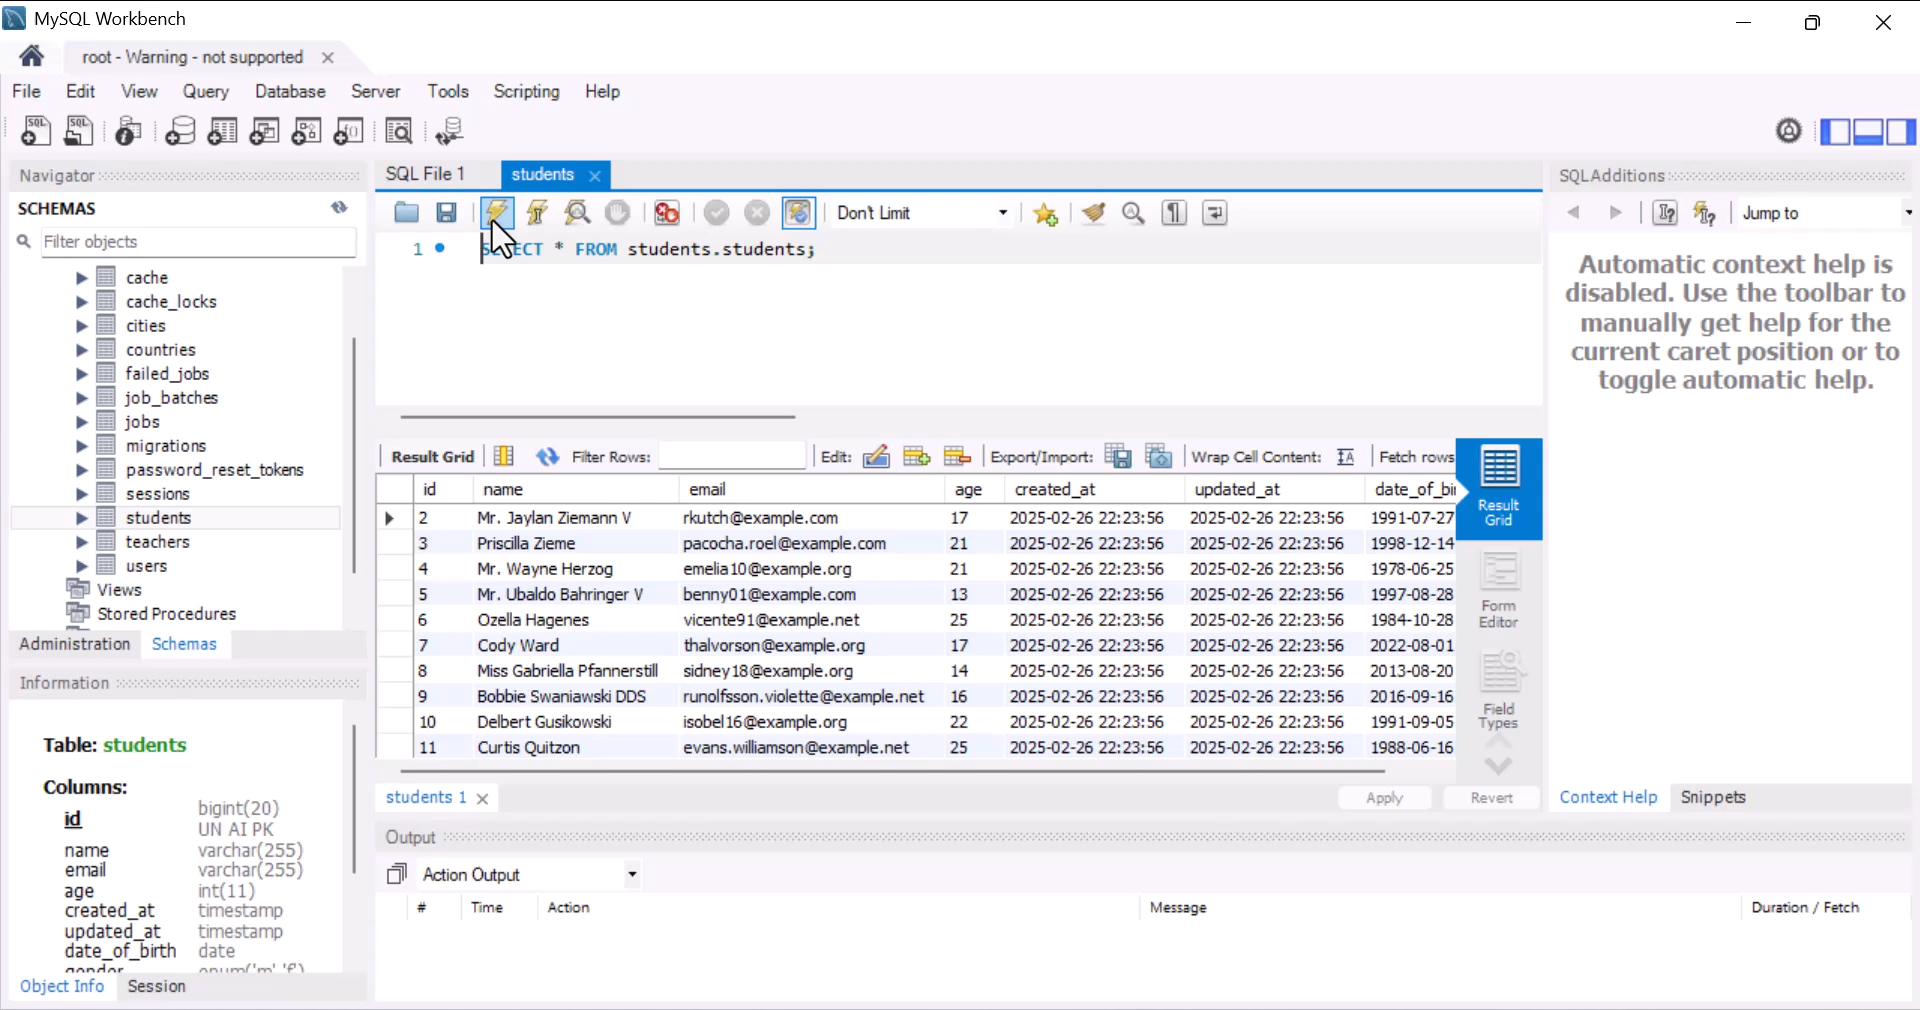 MySQL Workbench
root - Warning - not supported
File Edit View Query Database Server Tools Scripting Help
Navigator
SCHEMAS
Filter objects
cache
cache_locks
cities
countries
failed_jobs
job_batches
jobs
migrations
password_reset_tokens
sessions
students
teachers
users
Views
Stored Procedures
Administration Schemas
Information
Table: students
Columns:
id bigint(20) UN AI PK
name varchar(255)
email varchar(255)
age int(11)
created_at timestamp
updated_at timestamp
date_of_birth date
gender enum('m','f')
Object Info Session
SQL File 1 students
Don't Limit
1 SELECT * FROM students.students;
Result Grid Filter Rows: Edit: Export/Import: Wrap Cell Content: Fetch rows
id name email age created_at updated_at date_of_bi
2 Mr. Jaylan Ziemann V rkutch@example.com 17 2025-02-26 22:23:56 2025-02-26 22:23:56 1991-07-27
3 Priscilla Zieme pacocha.roel@example.com 21 2025-02-26 22:23:56 2025-02-26 22:23:56 1998-12-14
4 Mr. Wayne Herzog emelia10@example.org 21 2025-02-26 22:23:56 2025-02-26 22:23:56 1978-06-25
5 Mr. Ubaldo Bahringer V benny01@example.com 13 2025-02-26 22:23:56 2025-02-26 22:23:56 1997-08-28
6 Ozella Hagenes vicente91@example.net 25 2025-02-26 22:23:56 2025-02-26 22:23:56 1984-10-28
7 Cody Ward thalvorson@example.org 17 2025-02-26 22:23:56 2025-02-26 22:23:56 2022-08-01
8 Miss Gabriella Pfannerstill sidney18@example.org 14 2025-02-26 22:23:56 2025-02-26 22:23:56 2013-08-20
9 Bobbie Swaniawski DDS runolfsson.violette@example.net 16 2025-02-26 22:23:56 2025-02-26 22:23:56 2016-09-16
10 Delbert Gusikowski isobel16@example.org 22 2025-02-26 22:23:56 2025-02-26 22:23:56 1991-09-05
11 Curtis Quitzon evans.williamson@example.net 25 2025-02-26 22:23:56 2025-02-26 22:23:56 1988-06-16
Result Grid
Form Editor
Field Types
students 1 Apply Revert
Output
Action Output
# Time Action Message Duration / Fetch
SQLAdditions
Jump to
Automatic context help is
disabled. Use the toolbar to
manually get help for the
current caret position or to
toggle automatic help.
Context Help Snippets